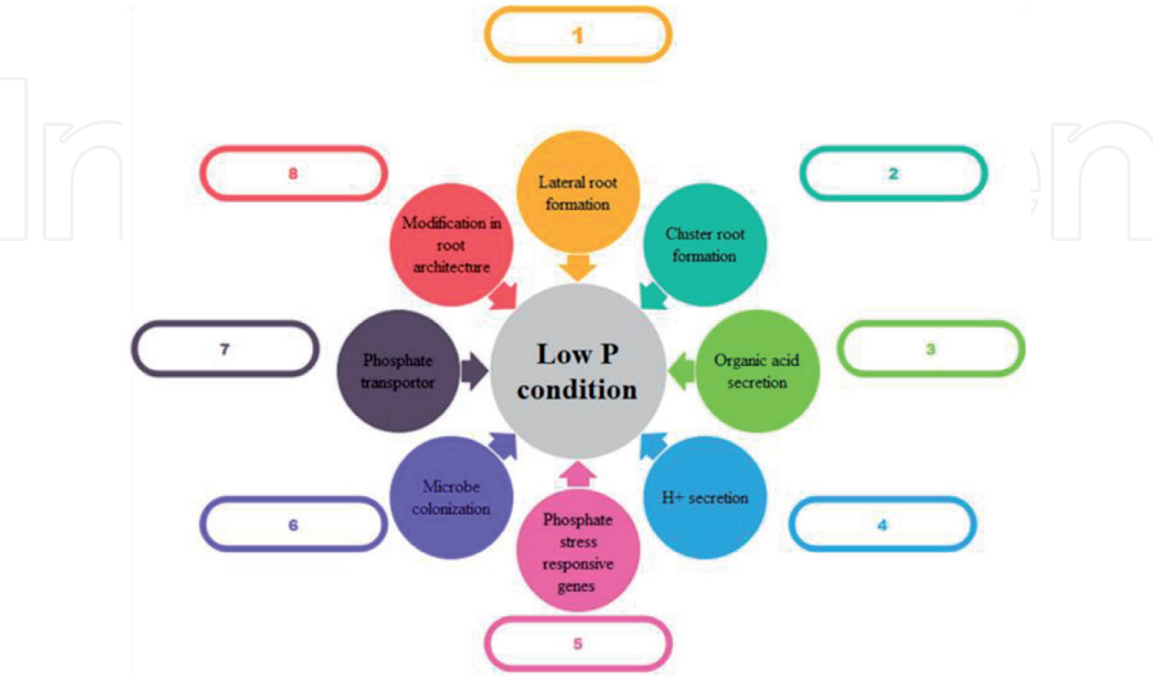 1
8
2
Lateral root
formation
Modification in
root
architecture
Cluster root
formation
7
Phosphate
transportor
Low P
condition
Organic acid
secretion
3
6
Microbe
colonization
Phosphate
stress
responsive
genes
H+ secretion
4
5